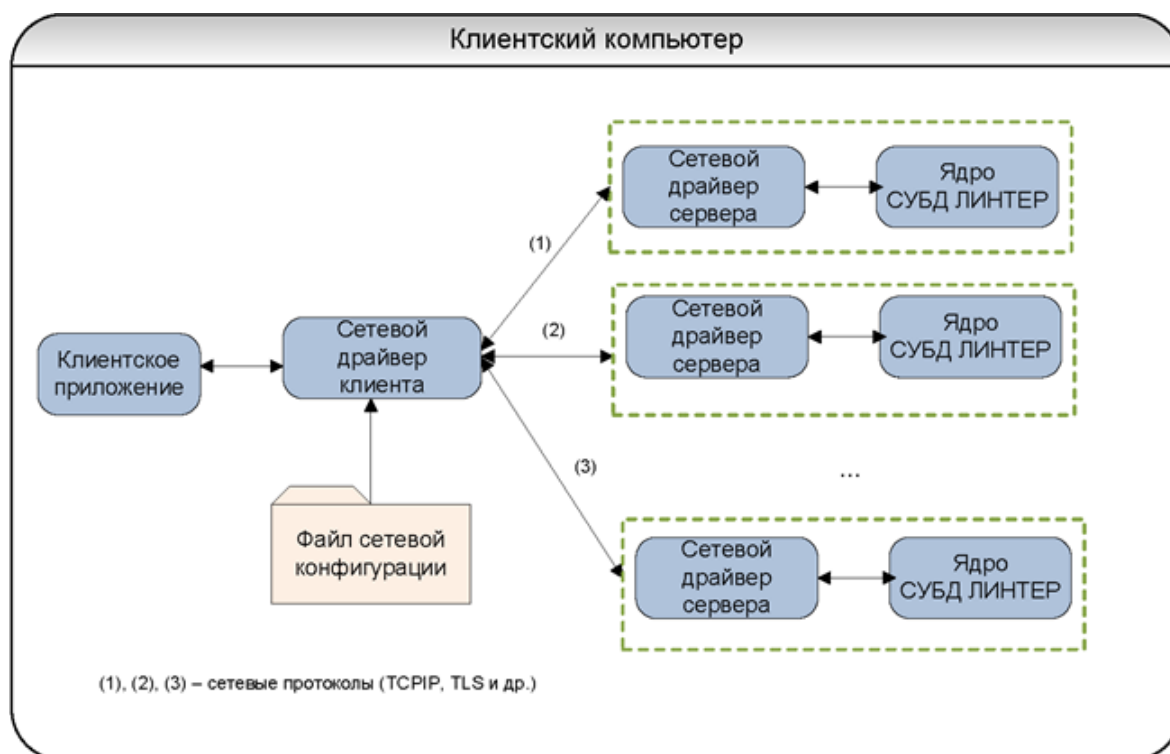 Клиентский компьютер
Сетевой
драйвер
сервера
Ядро
СУБД ЛИНТЕР
(1)
Сетевой
драйвер
сервера
Ядро
СУБД ЛИНТЕР
(2)
Клиентское
приложение
Сетевой
драйвер
клиента
(3)
...
Файл сетевой
конфигурации
Сетевой
драйвер
сервера
Ядро
СУБД ЛИНТЕР
(1), (2), (3) – сетевые протоколы (TCPIP, TLS и др.)